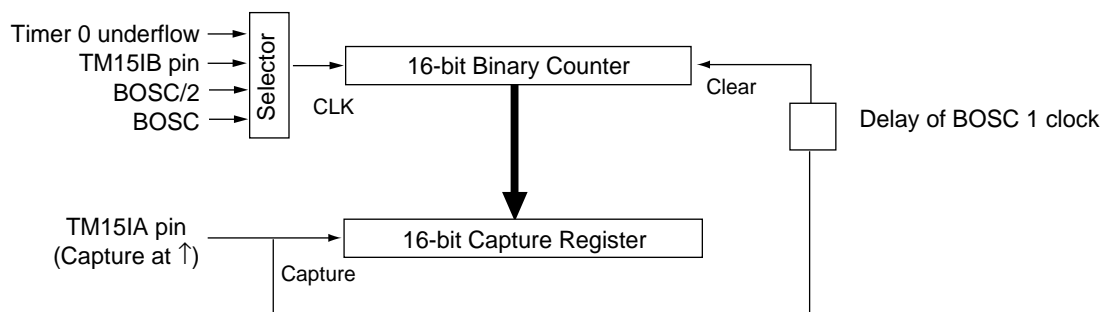 Timer 0 underflow
TM15IB pin
BOSC/2
BOSC
Selector
CLK
16-bit Binary Counter
Clear
Delay of BOSC 1 clock
TM15IA pin
(Capture at ↑)
Capture
16-bit Capture Register